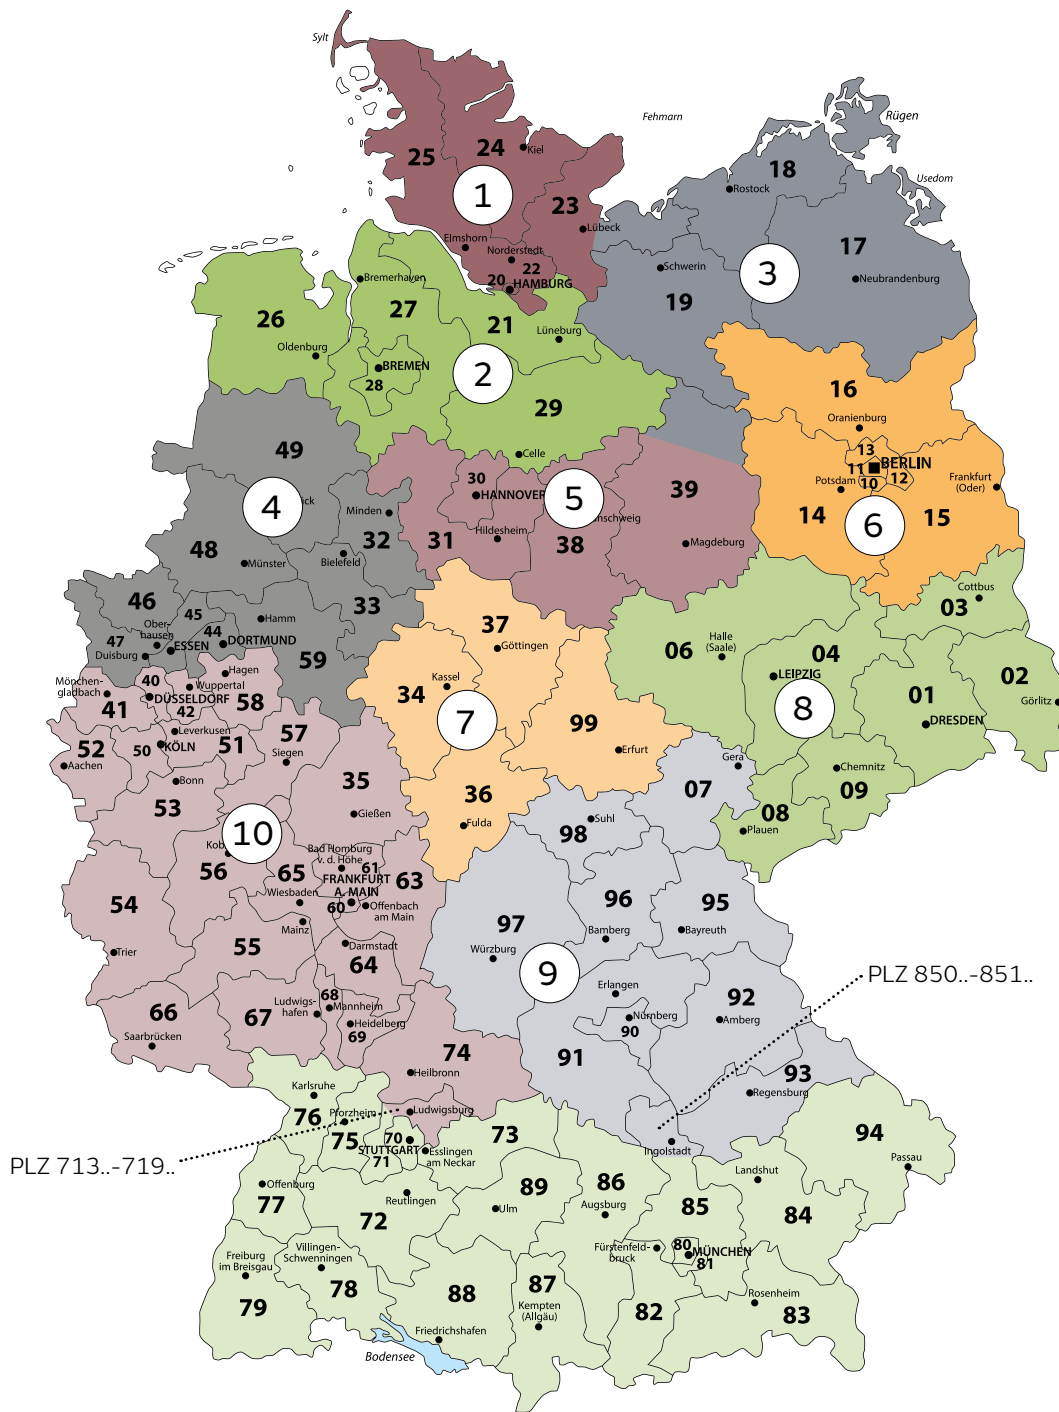 Sylt
Fehmarn
Rügen
Usedom
24
25
Kiel
18
Rostock
1
23
Lübeck
17
Elmshorn
Norderstedt
22
20
HAMBURG
Schwerin
3
Neubrandenburg
19
Bremerhaven
27
26
21
Lüneburg
Oldenburg
BREMEN
28
2
29
16
Oranienburg
49
Celle
13
BERLIN
11
10
12
Potsdam
Frankfurt
(Oder)
30
HANNOVER
5
39
4
ück
Minden
nschweig
14
6
15
32
31
Hildesheim
38
Magdeburg
48
Münster
Bielefeld
46
45
33
Cottbus
03
Hamm
37
Göttingen
06
Halle
(Saale)
04
47
Ober-
hausen
44
DORTMUND
ESSEN
Duisburg
59
02
Görlitz
LEIPZIG
01
DRESDEN
8
Mönchen-
gladbach
40
Hagen
Wuppertal
DÜSSELDORF
41
42
58
Kassel
34
7
99
Erfurt
57
Siegen
Leverkusen
52
50
KÖLN
51
Aachen
Bonn
53
35
Gießen
36
Fulda
Gera
07
Chemnitz
09
08
Plauen
98
Suhl
10
Kob
56
Bad Homburg
v. d. Höhe
61
65
FRANKFURT
A. MAIN
63
Wiesbaden
60
Offenbach
am Main
Mainz
54
Trier
55
Darmstadt
64
97
Würzburg
96
Bamberg
95
Bayreuth
9
PLZ 850..-851..
66
Saarbrücken
67
Ludwigs-
hafen
68
Mannheim
Heidelberg
69
Erlangen
Nürnberg
90
92
Amberg
91
93
Regensburg
74
Heilbronn
Karlsruhe
76
Pforzheim
75
Ludwigsburg
70
STUTTGART
71
Esslingen
am Neckar
73
PLZ 713..-719..
Ingolstadt
94
Passau
Landshut
Offenburg
77
Reutlingen
72
89
Ulm
86
Augsburg
85
84
Freiburg
im Breisgau
79
Villingen-
Schwenningen
78
Fürstenfeld-
bruck
80
MÜNCHEN
81
88
87
Kempten
(Allgäu)
82
Rosenheim
83
Friedrichshafen
Bodensee